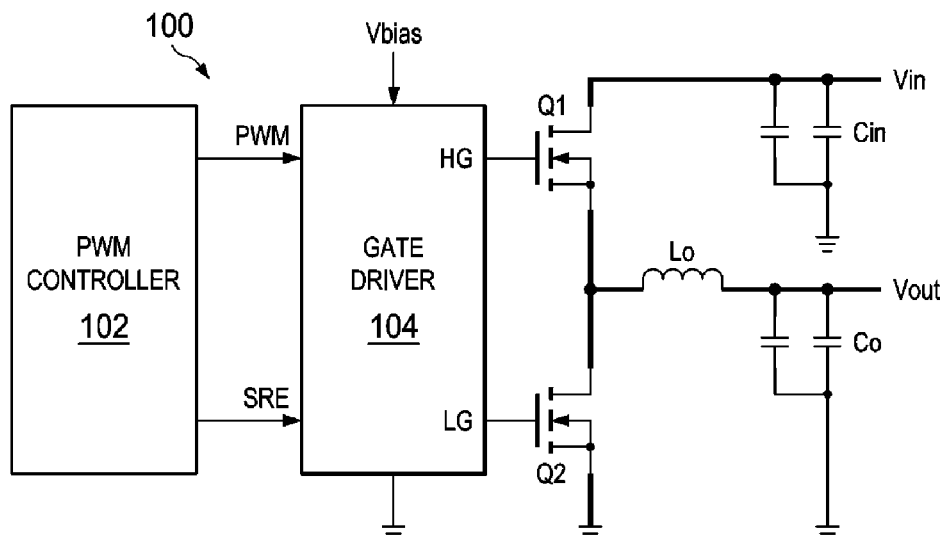 100
Vbias
Vin
Q1
PWM
HG
Cin
PWM
CONTROLLER
102
GATE
DRIVER
104
Lo
Vout
Co
SRE
LG
Q2